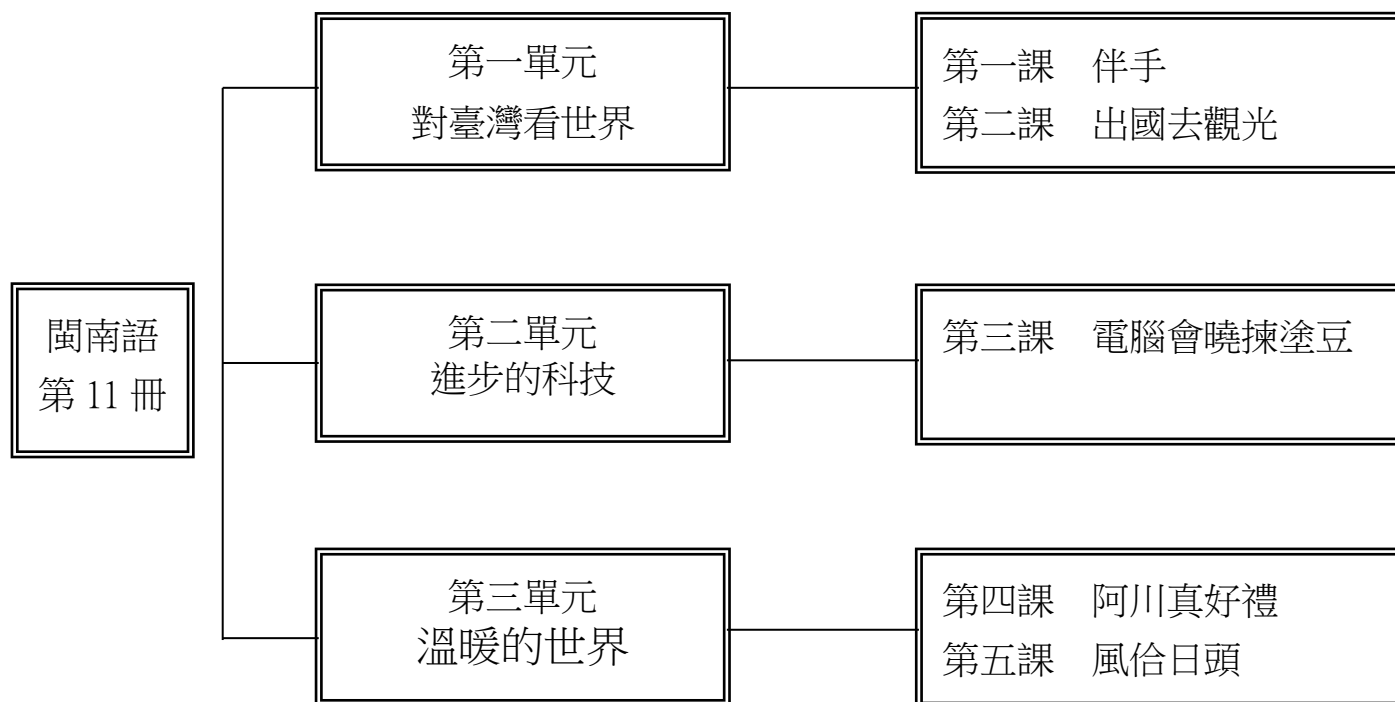 閩南語
第 11 冊
第一單元
對臺灣看世界
第一課　伴手
第二課　出國去觀光
第二單元
進步的科技
第三課　電腦會曉揀塗豆
第三單元
溫暖的世界
第四課　阿川真好禮
第五課　風佮日頭